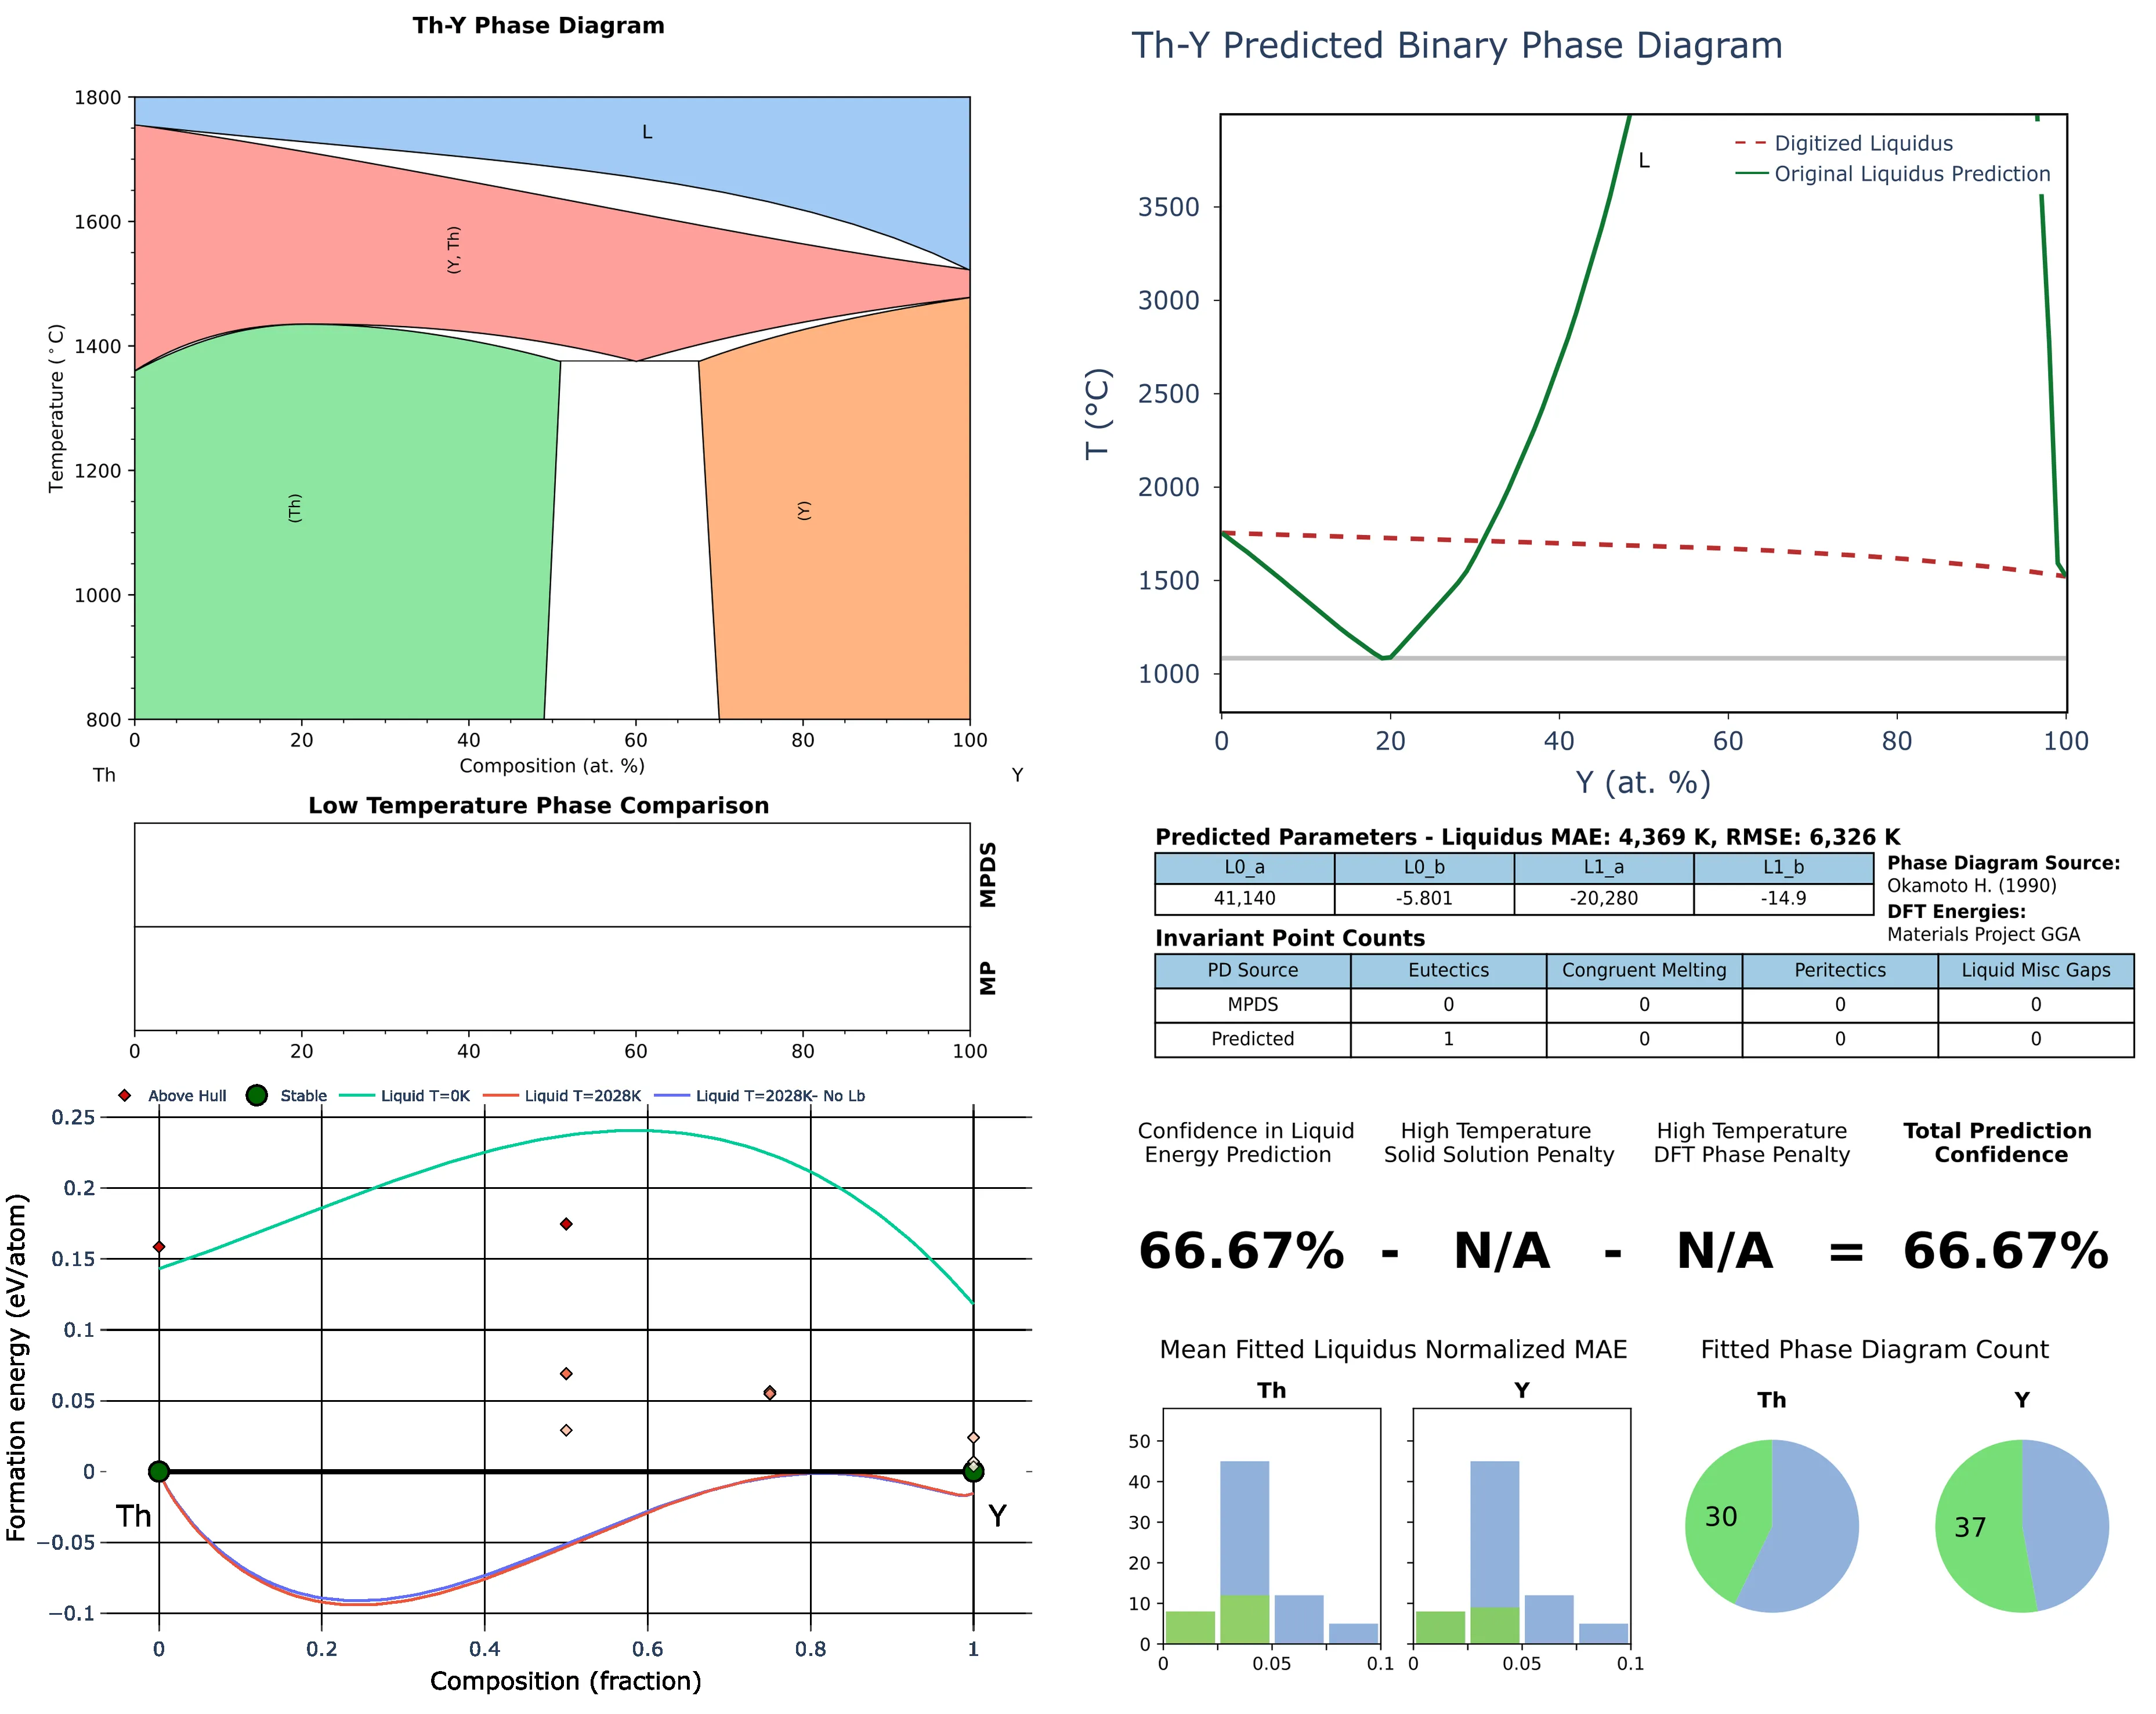 Th-Y Phase Diagram
1800
1600
1400
1200
1000
800
Temperature (°C)
L
(Y, Th)
(Th)
(Y)
0 20 40 60 80 100
Composition (at. %)
Th Y
Th-Y Predicted Binary Phase Diagram
Digitized Liquidus
Original Liquidus Prediction
L
3500
3000
2500
2000
1500
1000
T (°C)
0 20 40 60 80 100
Y (at. %)
Low Temperature Phase Comparison
MPDS
MP
0 20 40 60 80 100
Predicted Parameters - Liquidus MAE: 4,369 K, RMSE: 6,326 K
L0_a L0_b L1_a L1_b
41,140 -5.801 -20,280 -14.9
Phase Diagram Source:
Okamoto H. (1990)
DFT Energies:
Materials Project GGA
Invariant Point Counts
PD Source Eutectics Congruent Melting Peritectics Liquid Misc Gaps
MPDS 0 0 0 0
Predicted 1 0 0 0
Above Hull Stable Liquid T=0K Liquid T=2028K Liquid T=2028K- No Lb
0.25
0.2
0.15
0.1
0.05
0
−0.05
−0.1
Formation energy (eV/atom)
Th Y
0 0.2 0.4 0.6 0.8 1
Composition (fraction)
Confidence in Liquid
Energy Prediction
High Temperature
Solid Solution Penalty
High Temperature
DFT Phase Penalty
Total Prediction
Confidence
66.67% - N/A - N/A = 66.67%
Mean Fitted Liquidus Normalized MAE
Th Y
50
40
30
20
10
0
0 0.05 0.1 0 0.05 0.1
Fitted Phase Diagram Count
Th Y
30 37